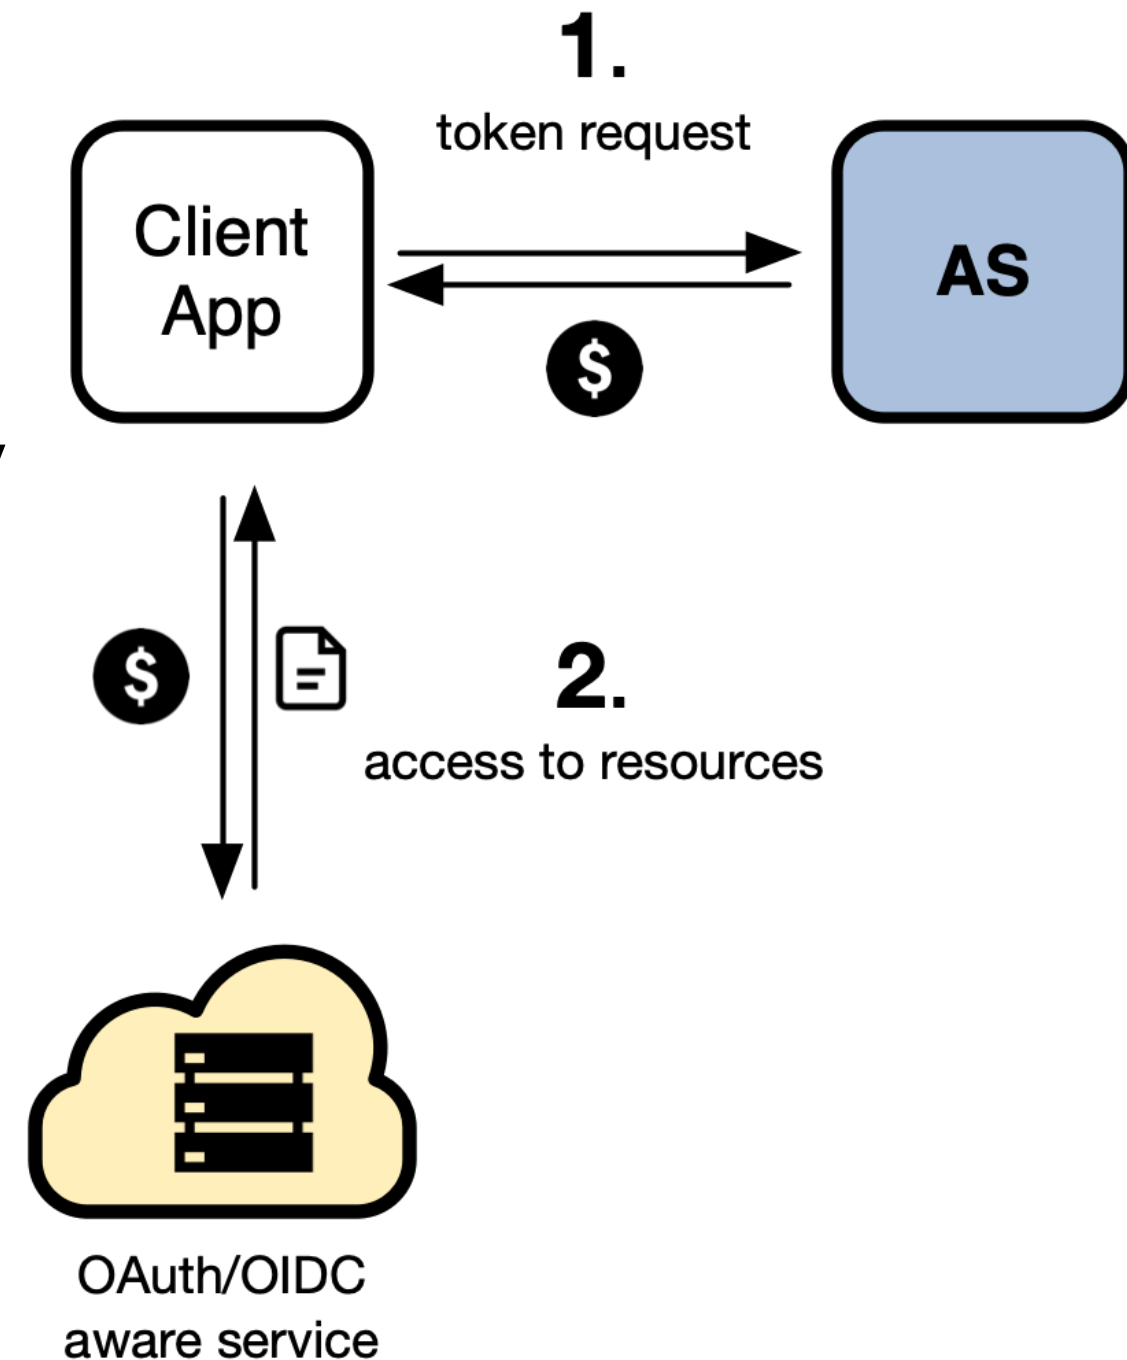 1.
token request
Client
App
AS
$
$
2.
access to resources
OAuth/OIDC
aware service